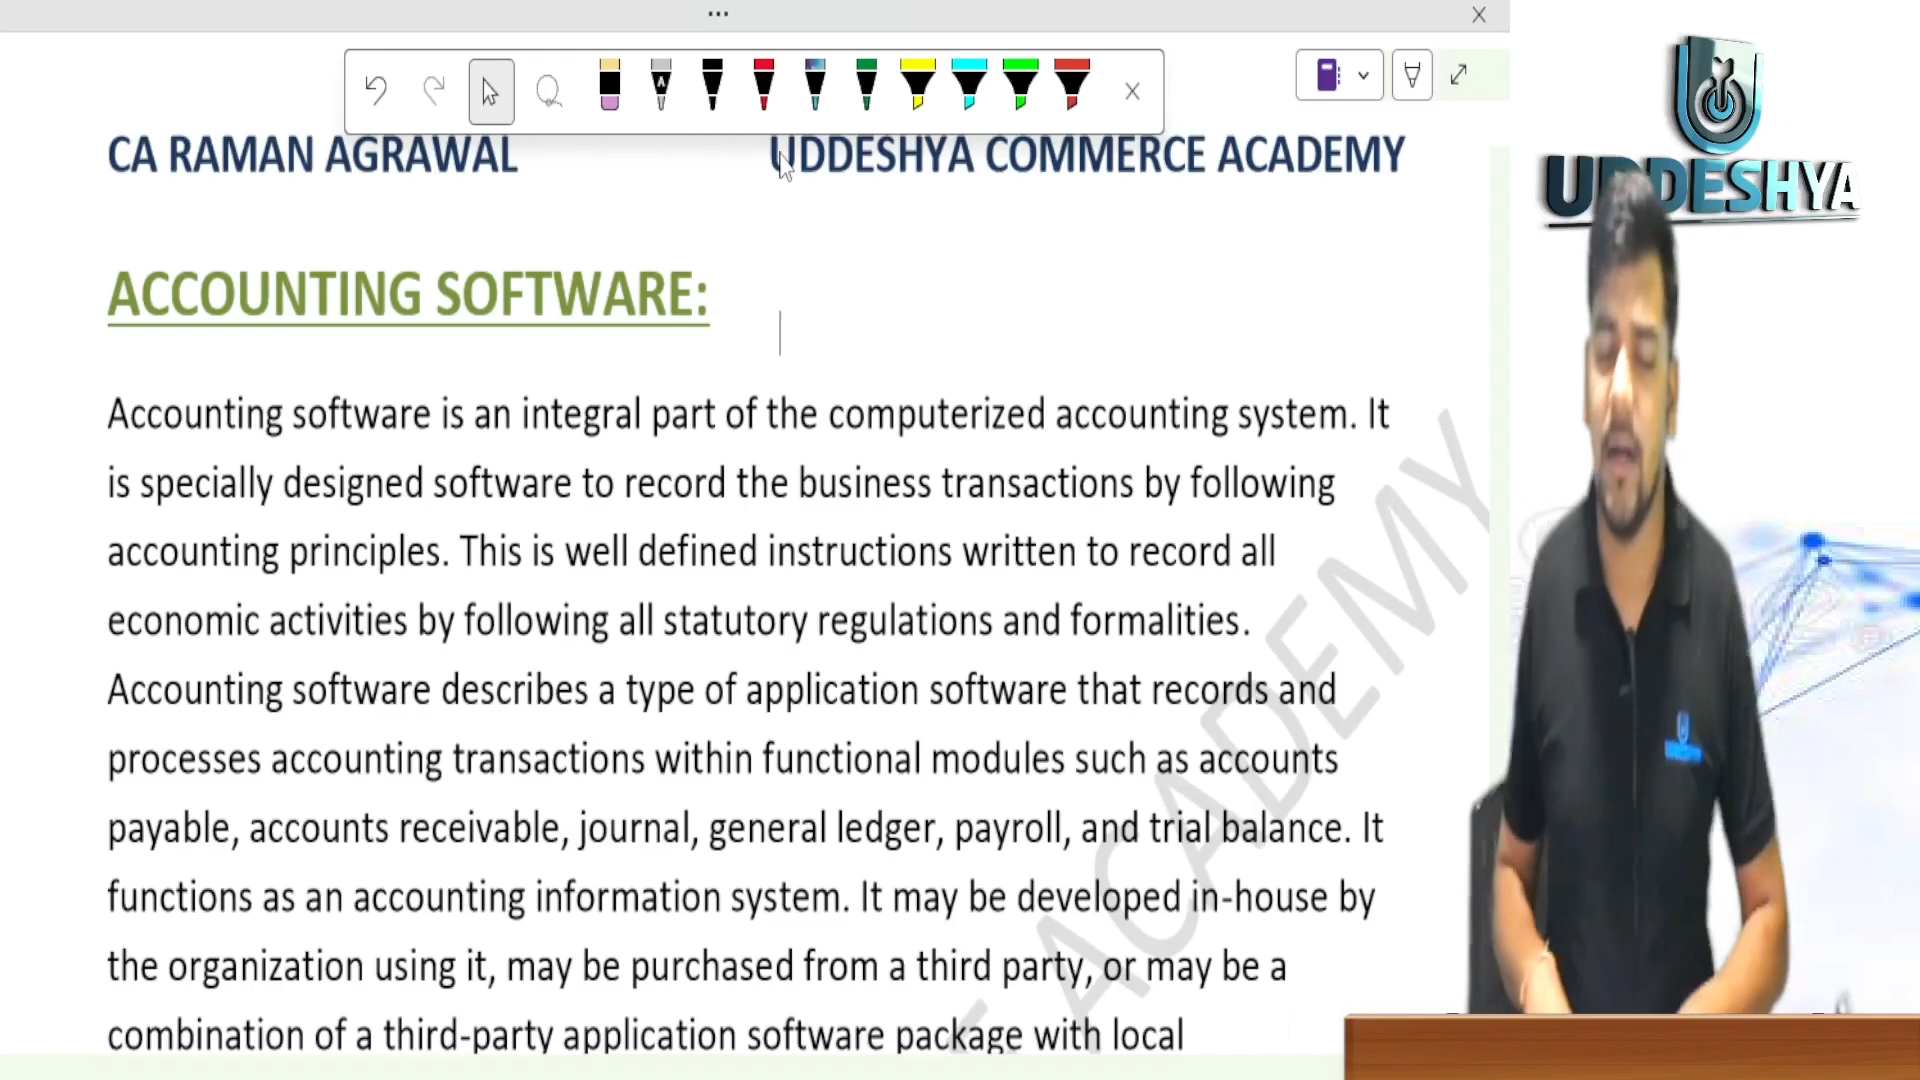 CA RAMAN AGRAWAL UDDESHYA COMMERCE ACADEMY
UDDESHYA
ACCOUNTING SOFTWARE:
Accounting software is an integral part of the computerized accounting system. It
is specially designed software to record the business transactions by following
accounting principles. This is well defined instructions written to record all
economic activities by following all statutory regulations and formalities.
Accounting software describes a type of application software that records and
processes accounting transactions within functional modules such as accounts
payable, accounts receivable, journal, general ledger, payroll, and trial balance. It
functions as an accounting information system. It may be developed in-house by
the organization using it, may be purchased from a third party, or may be a
combination of a third-party application software package with local
ACADEMY